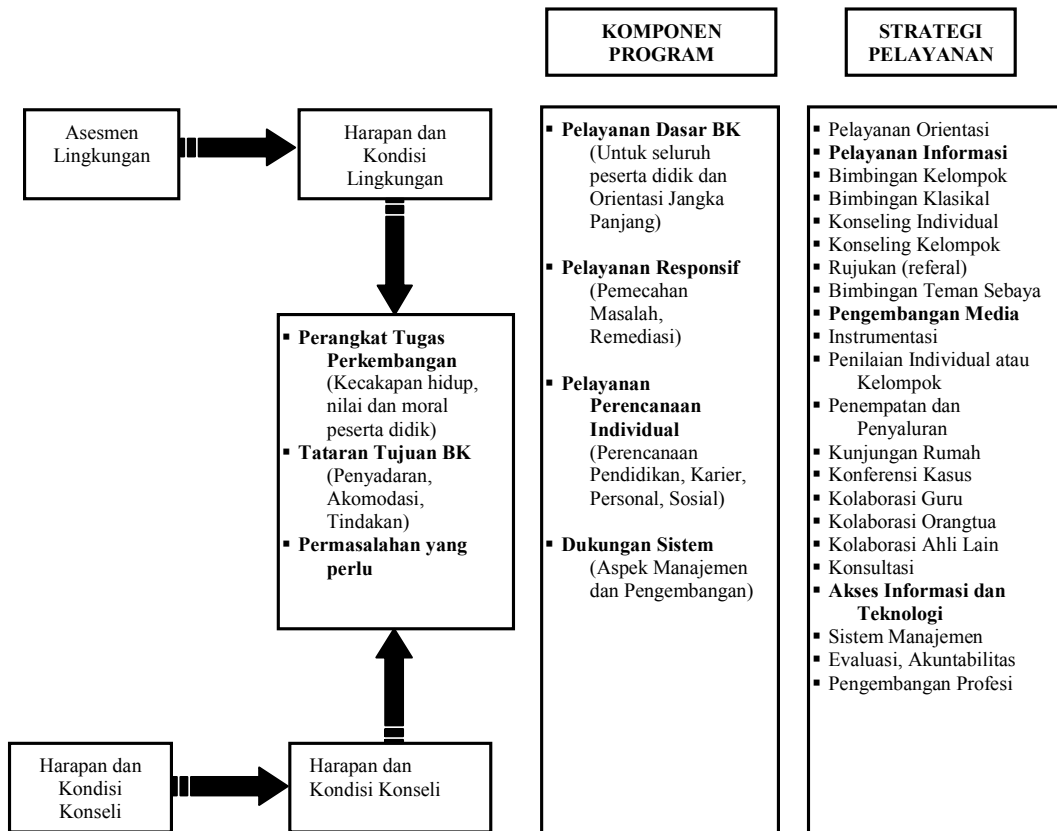 KOMPONEN
PROGRAM
STRATEGI
PELAYANAN
Asesmen
Lingkungan
Harapan dan
Kondisi
Lingkungan
▪ Perangkat Tugas
Perkembangan
(Kecakapan hidup,
nilai dan moral
peserta didik)
▪ Tataran Tujuan BK
(Penyadaran,
Akomodasi,
Tindakan)
▪ Permasalahan yang
perlu
Harapan dan
Kondisi
Konseli
Harapan dan
Kondisi Konseli
▪ Pelayanan Dasar BK
(Untuk seluruh
peserta didik dan
Orientasi Jangka
Panjang)
▪ Pelayanan Responsif
(Pemecahan
Masalah,
Remediasi)
▪ Pelayanan
Perencanaan
Individual
(Perencanaan
Pendidikan, Karier,
Personal, Sosial)
▪ Dukungan Sistem
(Aspek Manajemen
dan Pengembangan)
▪ Pelayanan Orientasi
▪ Pelayanan Informasi
▪ Bimbingan Kelompok
▪ Bimbingan Klasikal
▪ Konseling Individual
▪ Konseling Kelompok
▪ Rujukan (referal)
▪ Bimbingan Teman Sebaya
▪ Pengembangan Media
▪ Instrumentasi
▪ Penilaian Individual atau
Kelompok
▪ Penempatan dan
Penyaluran
▪ Kunjungan Rumah
▪ Konferensi Kasus
▪ Kolaborasi Guru
▪ Kolaborasi Orangtua
▪ Kolaborasi Ahli Lain
▪ Konsultasi
▪ Akses Informasi dan
Teknologi
▪ Sistem Manajemen
▪ Evaluasi, Akuntabilitas
▪ Pengembangan Profesi